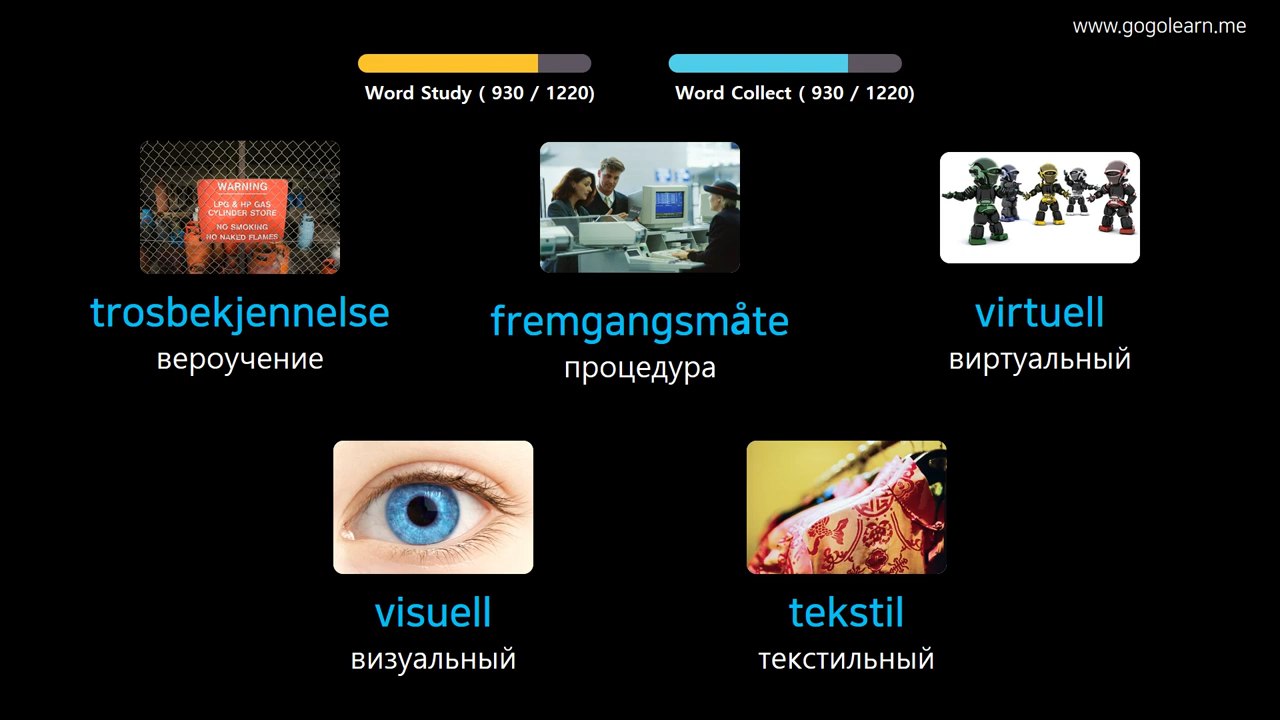 www.gogolearn.me
Word Study ( 930 / 1220)
Word Collect ( 930 / 1220)
WARNING
LPG & HP GAS
CYLINDER STORE
NO SMOKING
NO NAKED FLAMES
trosbekjennelse
вероучение
fremgangsmåte
процедура
virtuell
виртуальный
visuell
визуальный
tekstil
текстильный